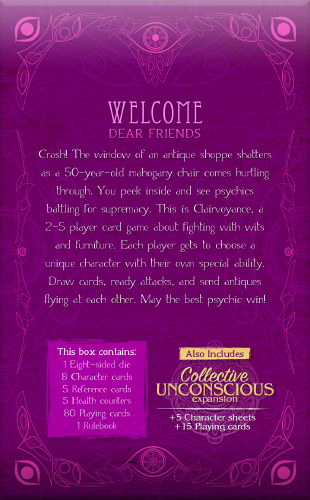 WELCOME
DEAR FRIENDS
Crash! The window of an antique shoppe shatters
as a 50-year-old mahogany chair comes hurtling
through. You peek inside and see psychics
battling for supremacy. This is Clairvoyance, a
2-5 player card game about fighting with wits
and furniture. Each player gets to choose a
unique character with their own special ability.
Draw cards, ready attacks, and send antiques
flying at each other. May the best psychic win!
This box contains:
1 Eight-sided die
8 Character cards
5 Reference cards
5 Health counters
80 Playing cards
1 Rulebook
Also Includes
Collective
UNCONSCIOUS
expansion
+5 Character sheets
+15 Playing cards